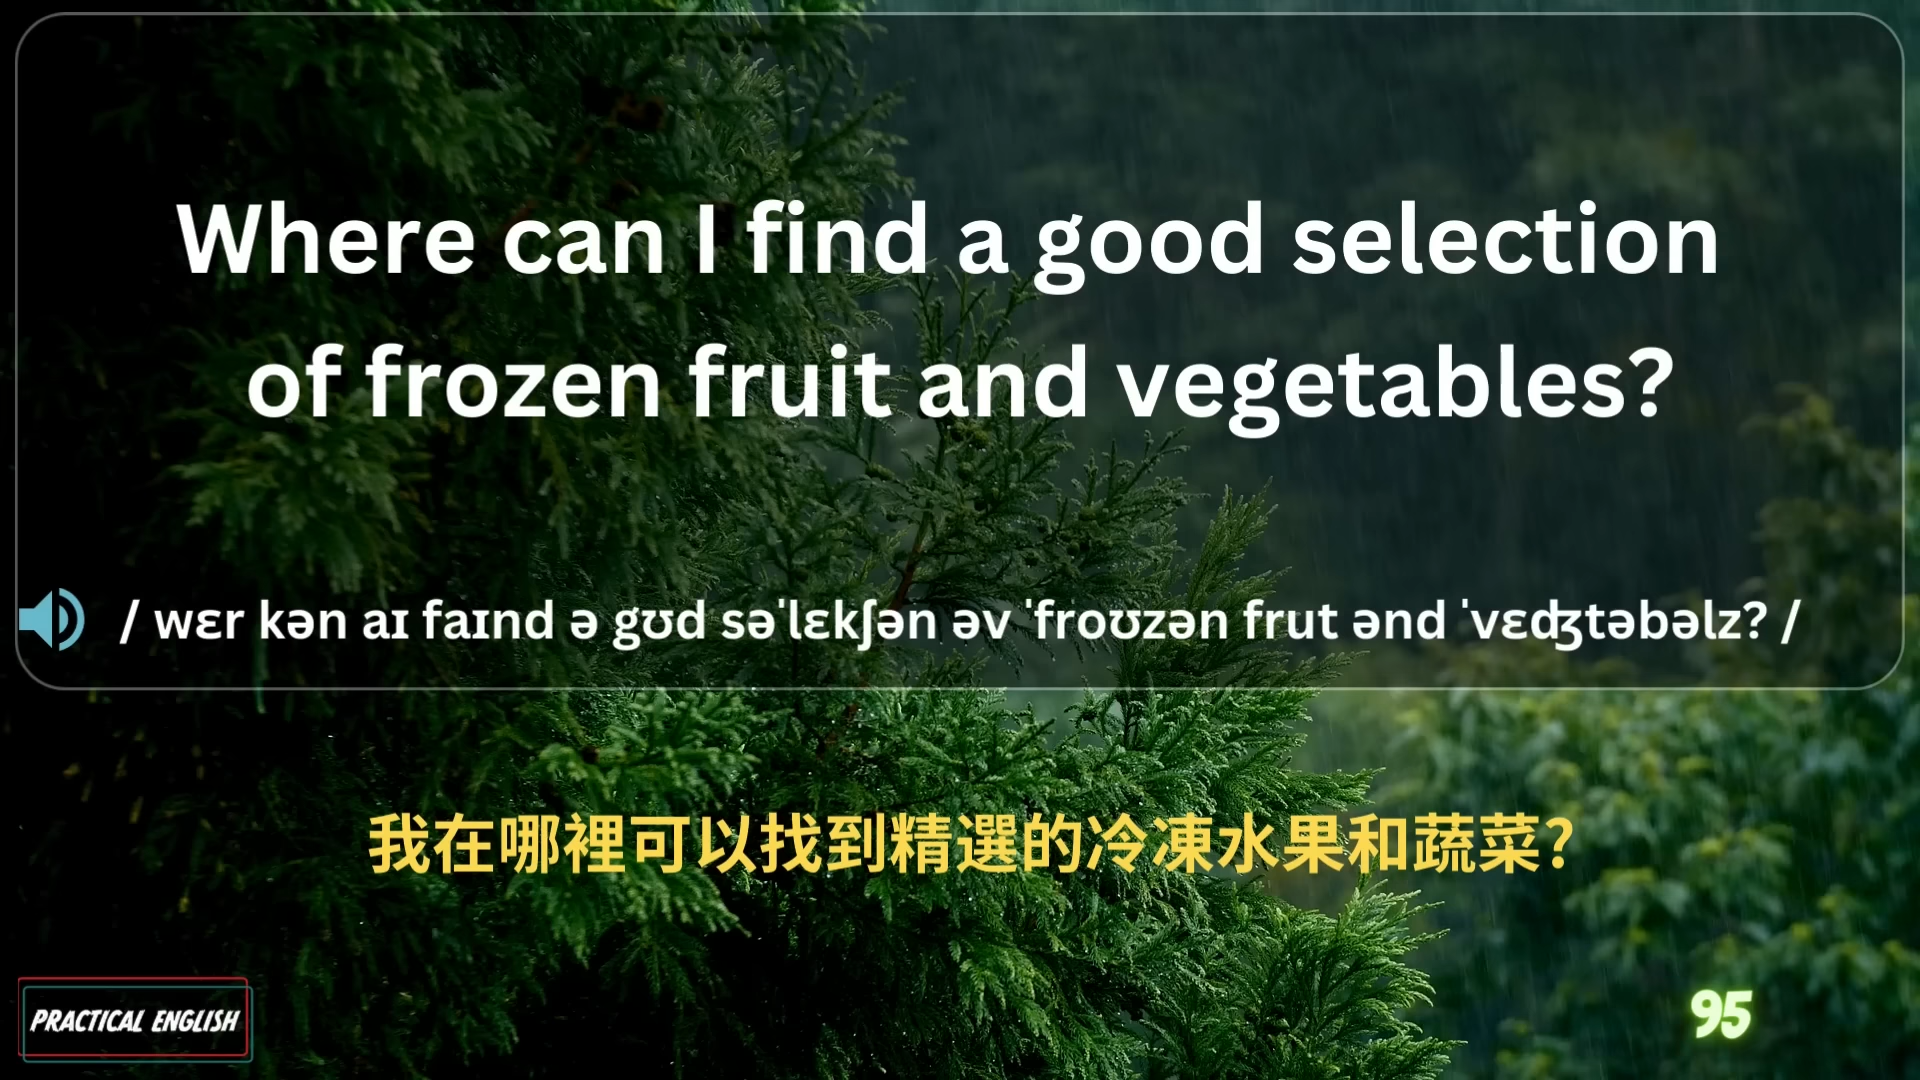 Where can I find a good selection
of frozen fruit and vegetables?
/ wɛr kən aɪ faɪnd ə gʊd səˈlɛkʃən əv ˈfroʊzən frut ənd ˈvɛʤtəbəlz? /
我在哪裡可以找到精選的冷凍水果和蔬菜?
PRACTICAL ENGLISH
95